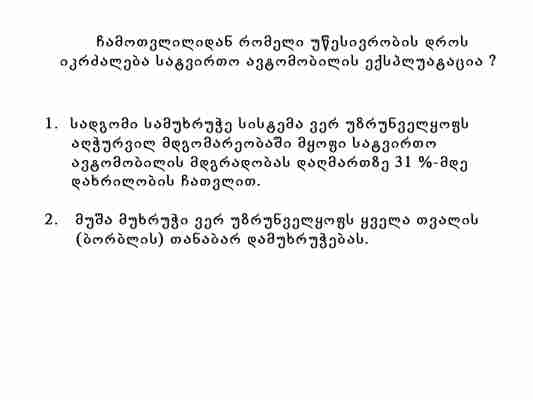 ჩამოთვლილიდან რომელი უწესივრობის დროს
იკრძალება სატვირთო ავტომობილის ექსპლუატაცია ?
1. სადგომი სამუხრუჭე სისტემა ვერ უზრუნველყოფს
აღჭურვილ მდგომარეობაში მყოფი სატვირთო
ავტომობილის მდგრადობას დაღმართზე 31 %-მდე
დახრილობის ჩათვლით.
2. მუშა მუხრუჭი ვერ უზრუნველყოფს ყველა თვალის
(ბორბლის) თანაბარ დამუხრუჭებას.